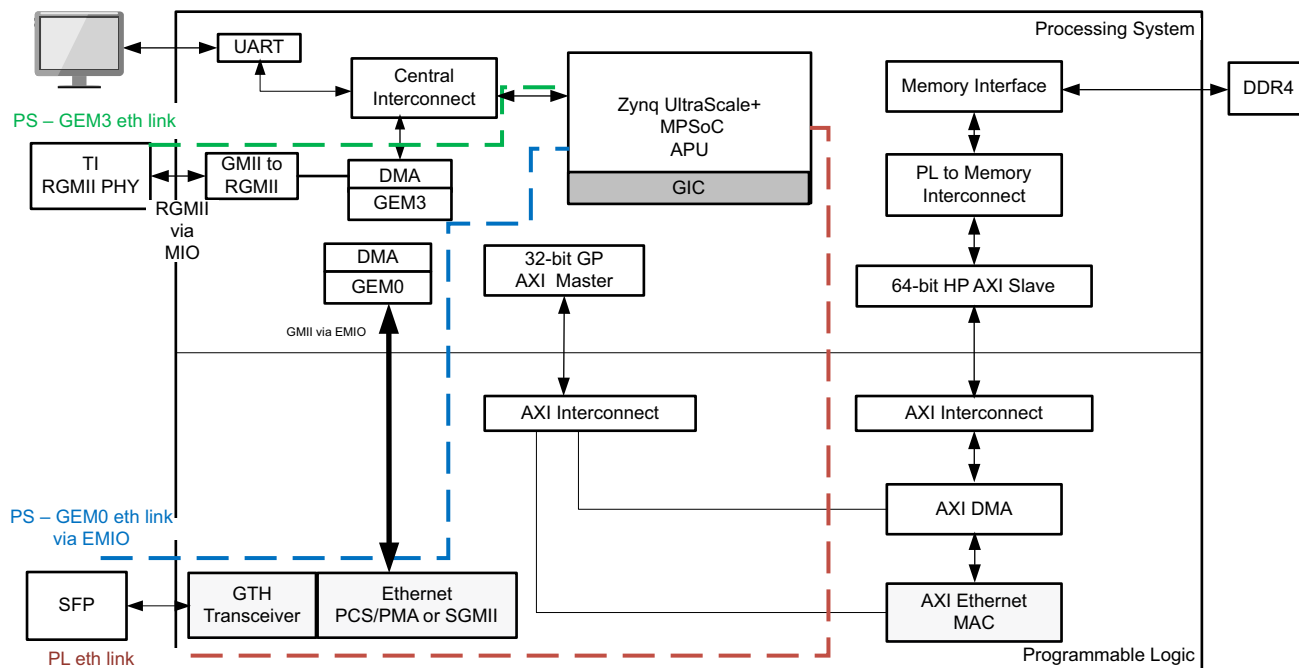 Processing System
UART
Central
Interconnect
Zynq UltraScale+
MPSoC
APU
GIC
Memory Interface
DDR4
PS – GEM3 eth link
TI
RGMII PHY
GMII to
RGMII
DMA
GEM3
PL to Memory
Interconnect
RGMII
via
MIO
DMA
GEM0
32-bit GP
AXI Master
64-bit HP AXI Slave
GMII via EMIO
AXI Interconnect
AXI Interconnect
PS – GEM0 eth link
via EMIO
AXI DMA
SFP
GTH
Transceiver
Ethernet
PCS/PMA or SGMII
AXI Ethernet
MAC
PL eth link
Programmable Logic